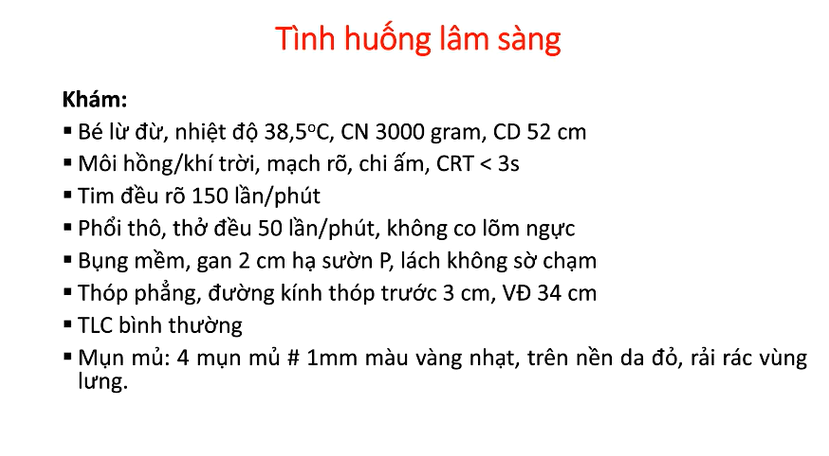 Tình huống lâm sàng
Khám:
▪ Bé lừ đừ, nhiệt độ 38,5ºC, CN 3000 gram, CD 52 cm
▪ Môi hồng/khí trời, mạch rõ, chi ấm, CRT < 3s
▪ Tim đều rõ 150 lần/phút
▪ Phổi thô, thở đều 50 lần/phút, không co lõm ngực
▪ Bụng mềm, gan 2 cm hạ sườn P, lách không sờ chạm
▪ Thóp phẳng, đường kính thóp trước 3 cm, VĐ 34 cm
▪ TLC bình thường
▪ Mụn mủ: 4 mụn mủ # 1mm màu vàng nhạt, trên nền da đỏ, rải rác vùng
lưng.